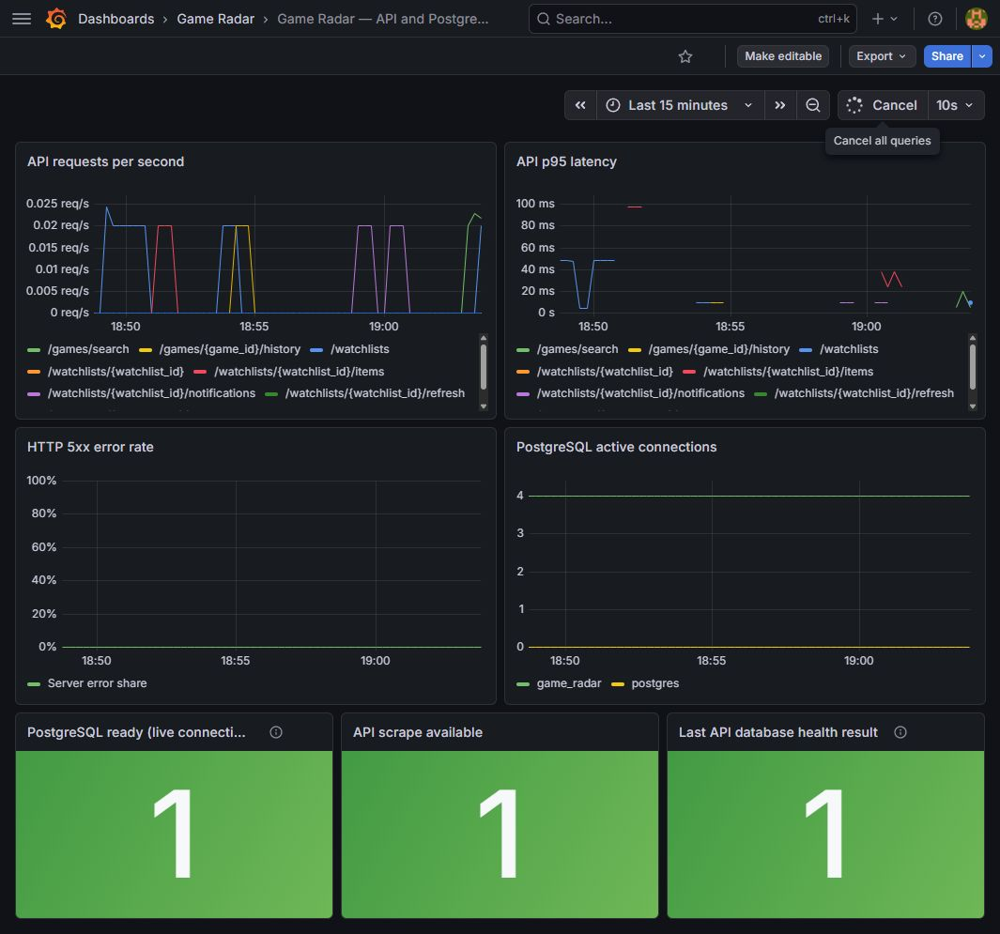 Dashboards › Game Radar › Game Radar — API and Postgre... Search... ctrl+k
Make editable Export Share
Last 15 minutes Cancel 10s
Cancel all queries
API requests per second
0.025 req/s
0.02 req/s
0.015 req/s
0.01 req/s
0.005 req/s
0 req/s
18:50 18:55 19:00
/games/search /games/{game_id}/history /watchlists
/watchlists/{watchlist_id} /watchlists/{watchlist_id}/items
/watchlists/{watchlist_id}/notifications /watchlists/{watchlist_id}/refresh
API p95 latency
100 ms
80 ms
60 ms
40 ms
20 ms
0 s
18:50 18:55 19:00
/games/search /games/{game_id}/history /watchlists
/watchlists/{watchlist_id} /watchlists/{watchlist_id}/items
/watchlists/{watchlist_id}/notifications /watchlists/{watchlist_id}/refresh
HTTP 5xx error rate
100%
80%
60%
40%
20%
0%
18:50 18:55 19:00
Server error share
PostgreSQL active connections
4
3
2
1
0
18:50 18:55 19:00
game_radar postgres
PostgreSQL ready (live connecti...
1
API scrape available
1
Last API database health result
1